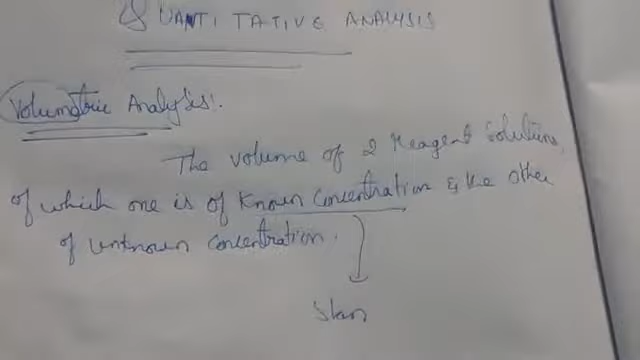 QUANTITATIVE ANALYSIS
Volumetric Analysis:
The volume of 2 Reagent Solutions,
of which one is of Known Concentration & the other
of unknown Concentration.
Stan